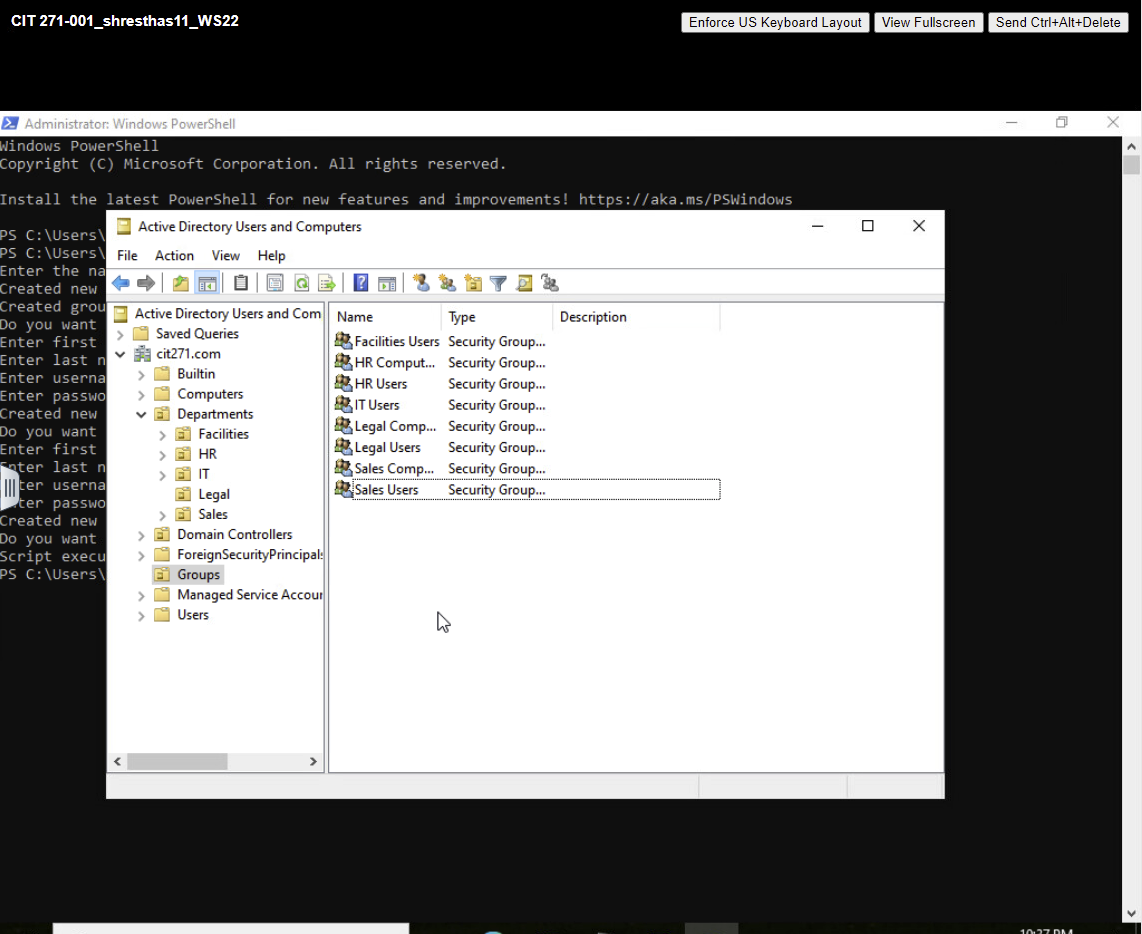 CIT 271-001_shresthas11_WS22
Enforce US Keyboard Layout View Fullscreen Send Ctrl+Alt+Delete
Administrator: Windows PowerShell
Windows PowerShell
Copyright (C) Microsoft Corporation. All rights reserved.
Install the latest PowerShell for new features and improvements! https://aka.ms/PSWindows
PS C:\Users\
PS C:\Users\
Enter the na
Created new
Created grou
Do you want
Enter first
Enter last n
Enter userna
Enter passwo
Created new
Do you want
Enter first
Enter last n
ter userna
ter passwo
Created new
Do you want
Script execu
PS C:\Users\
Active Directory Users and Computers
File Action View Help
Active Directory Users and Com
Saved Queries
cit271.com
Builtin
Computers
Departments
Facilities
HR
IT
Legal
Sales
Domain Controllers
ForeignSecurityPrincipals
Groups
Managed Service Accour
Users
Name Type Description
Facilities Users Security Group...
HR Comput... Security Group...
HR Users Security Group...
IT Users Security Group...
Legal Comp... Security Group...
Legal Users Security Group...
Sales Comp... Security Group...
Sales Users Security Group...
10:37 PM